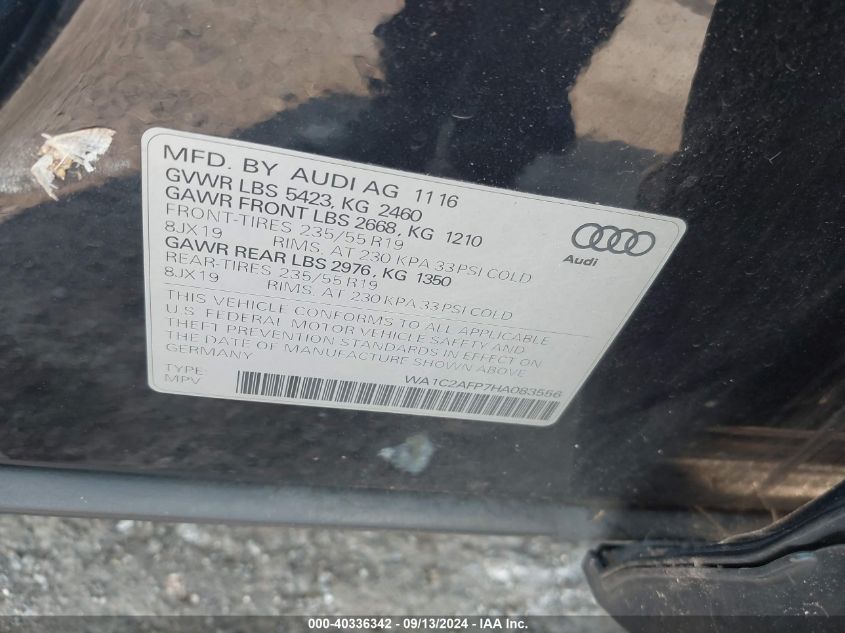 MFD. BY AUDI AG 11 16
GVWR LBS 5423, KG 2460
GAWR FRONT LBS 2668, KG 1210
FRONT-TIRES 235/55 R19
8JX19 RIMS, AT 230 KPA 33 PSI COLD
GAWR REAR LBS 2976, KG 1350
REAR-TIRES 235/55 R19
8JX19 RIMS, AT 230 KPA 33 PSI COLD
THIS VEHICLE CONFORMS TO ALL APPLICABLE
U.S. FEDERAL MOTOR VEHICLE SAFETY AND
THEFT PREVENTION STANDARDS IN EFFECT ON
THE DATE OF MANUFACTURE SHOWN ABOVE
GERMANY
TYPE:
MPV WA1C2AFP7HA083556
Audi
000-40336342 - 09/13/2024 - IAAI.com